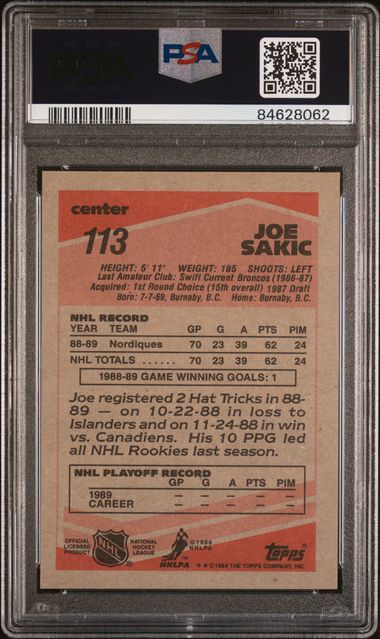 PSA
PSA
84628062
center
113
JOE
SAKIC
HEIGHT: 5' 11" WEIGHT: 185 SHOOTS: LEFT
Last Amateur Club: Swift Current Broncos (1986-87)
Acquired: 1st Round Choice (15th overall) 1987 Draft
Born: 7-7-69, Burnaby, B.C. Home: Burnaby, B.C.
NHL RECORD
YEAR TEAM GP G A PTS PIM
88-89 Nordiques 70 23 39 62 24
NHL TOTALS . . . . . . 70 23 39 62 24
1988-89 GAME WINNING GOALS: 1
Joe registered 2 Hat Tricks in 88-
89 — on 10-22-88 in loss to
Islanders and on 11-24-88 in win
vs. Canadiens. His 10 PPG led
all NHL Rookies last season.
NHL PLAYOFF RECORD
GP G A PTS PIM
1989 — — — — —
CAREER — — — — —
OFFICIAL LICENSED PRODUCT
NHL
NATIONAL HOCKEY LEAGUE
© 1989 NHLPA
NHLPA
Topps
** © 1989 THE TOPPS COMPANY, INC.